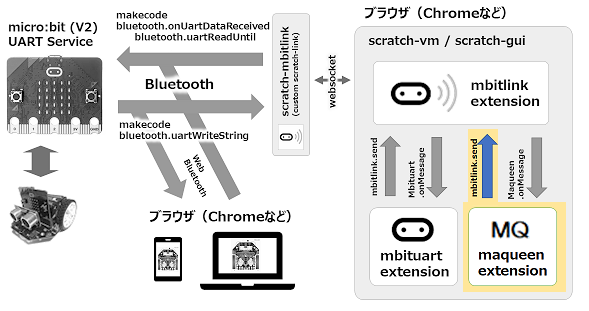 micro:bit (V2)
UART Service
makecode
bluetooth.onUartDataReceived
bluetooth.uartReadUntil
Bluetooth
makecode
bluetooth.uartWriteString
Web
Bluetooth
ブラウザ（Chromeなど）
scratch-mbitlink
(custom scratch-link)
websocket
ブラウザ（Chromeなど）
scratch-vm / scratch-gui
mbitlink
extension
mbitlink.send
Mbituart
.onMessage
mbitlink.send
Maqueen
.onMessage
mbituart
extension
MQ
maqueen
extension